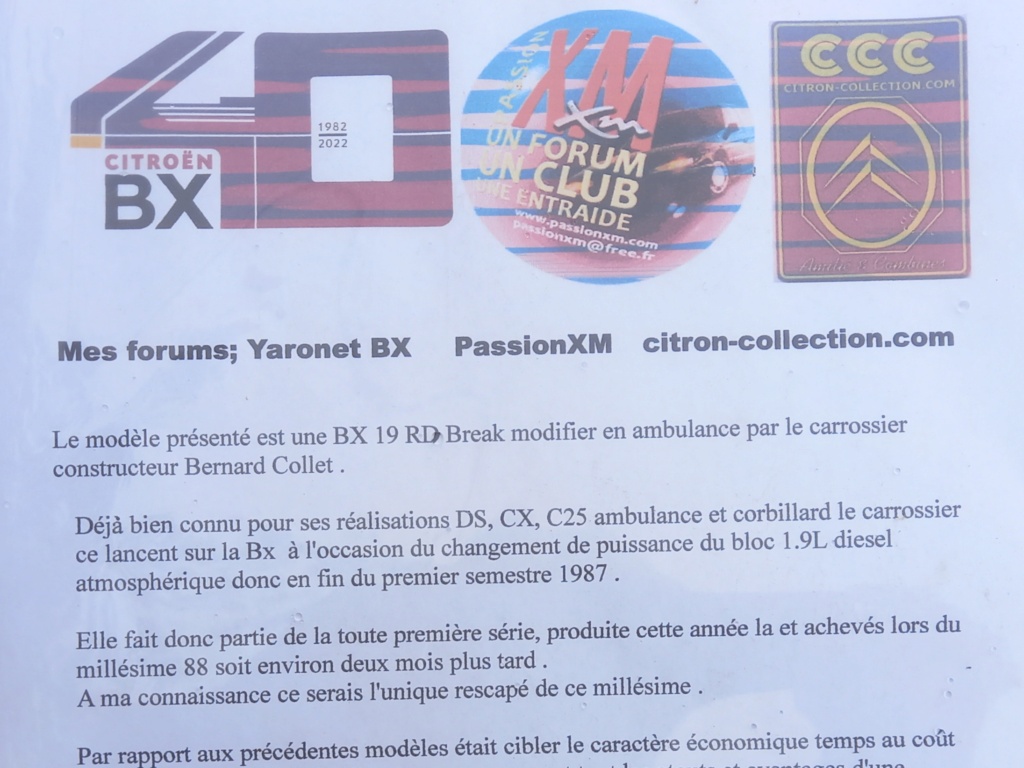 1982
2022
CITROËN
BX
PASSION
XM
Xm
UN FORUM
UN CLUB
UNE ENTRAIDE
www.passionxm.com
passionxm@free.fr
CCC
CITRON-COLLECTION.COM
Mes forums; Yaronet BX PassionXM citron-collection.com
Le modèle présenté est une BX 19 RD Break modifier en ambulance par le carrossier
constructeur Bernard Collet .
Déjà bien connu pour ses réalisations DS, CX, C25 ambulance et corbillard le carrossier
ce lancent sur la Bx à l'occasion du changement de puissance du bloc 1.9L diesel
atmosphérique donc en fin du premier semestre 1987 .
Elle fait donc partie de la toute première série, produite cette année la et achevés lors du
millésime 88 soit environ deux mois plus tard .
A ma connaissance ce serais l'unique rescapé de ce millésime .
Par rapport aux précédentes modèles était cibler le caractère économique temps au coût
d'une